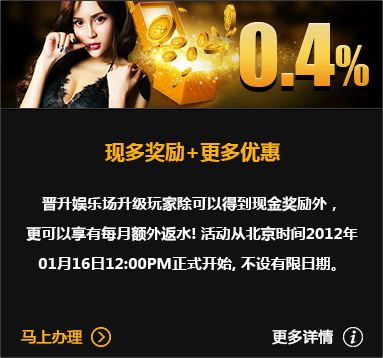 0.4%
现多奖励+更多优惠
晋升娱乐场升级玩家除可以得到现金奖励外，
更可以享有每月额外返水! 活动从北京时间2012年
01月16日12:00PM正式开始, 不设有限日期。
马上办理
更多详情